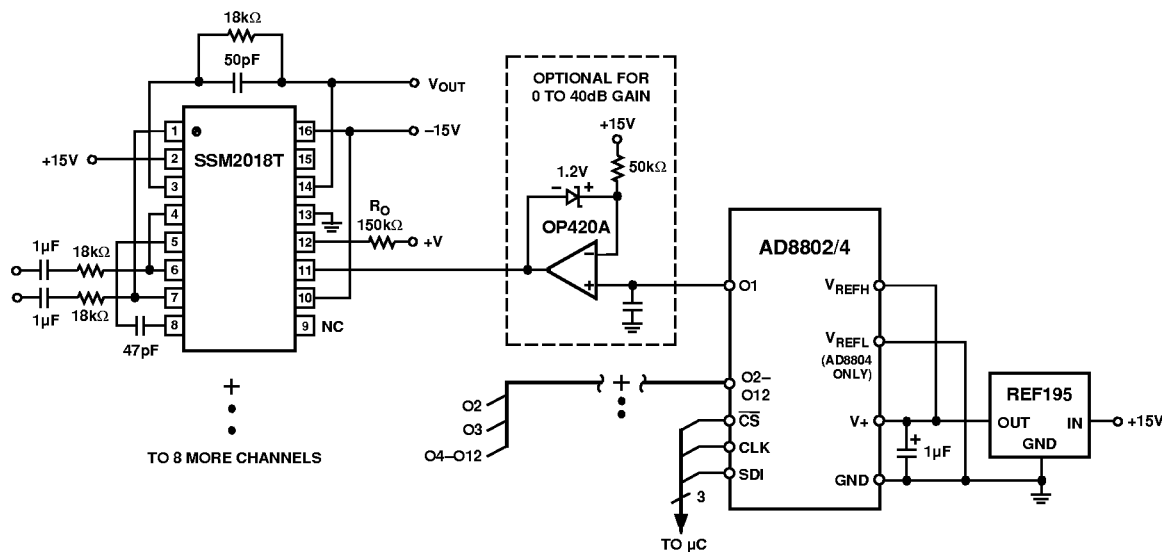 18kΩ
50pF
VOUT
–15V
+15V
SSM2018T
1
2
3
4
5
6
7
8
16
15
14
13
12
11
10
9
NC
RO
150kΩ
+V
1μF
18kΩ
1μF
18kΩ
47pF
+
TO 8 MORE CHANNELS
OPTIONAL FOR
0 TO 40dB GAIN
+15V
50kΩ
1.2V
–
+
OP420A
–
+
AD8802/4
O1
VREFH
VREFL
(AD8804
ONLY)
O2–
O12
CS
CLK
SDI
V+
GND
+
O2
O3
O4–O12
3
TO μC
+
1μF
REF195
OUT
IN
GND
+15V